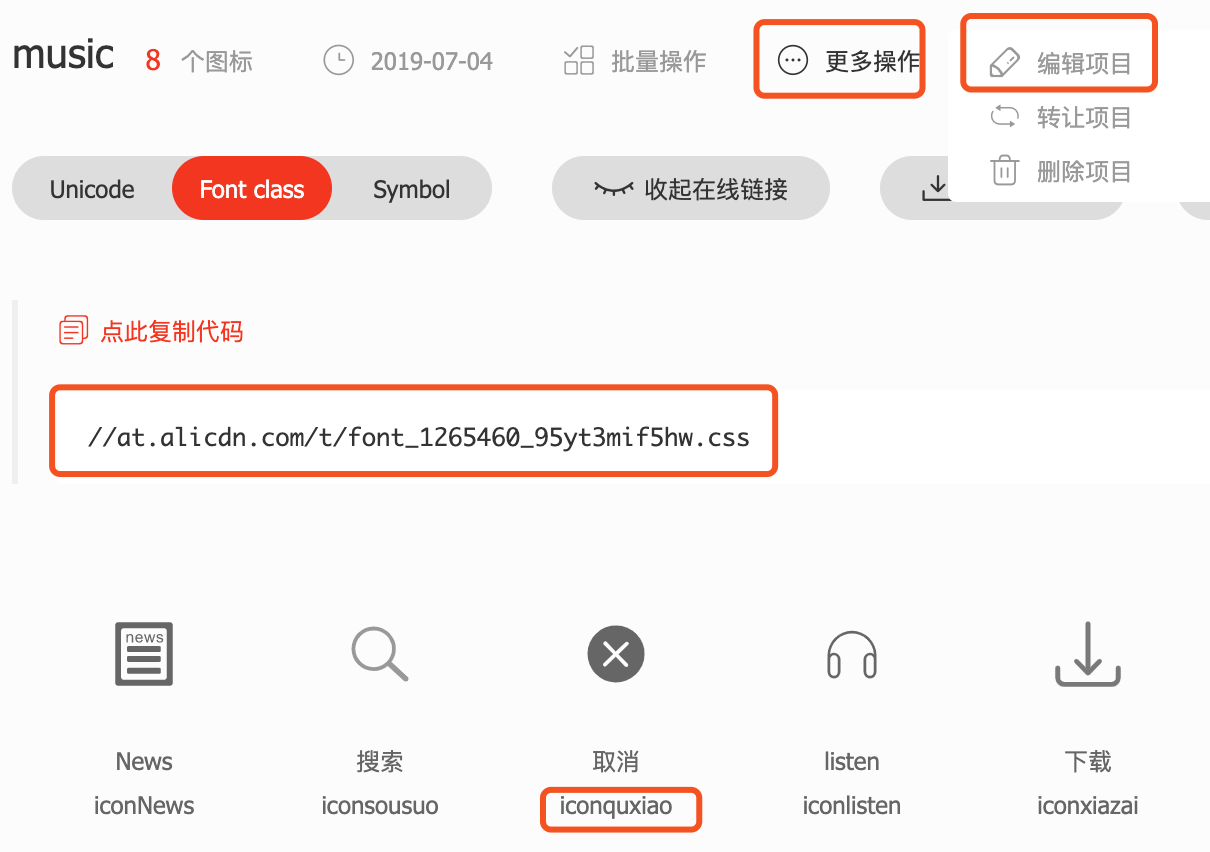 music 8 个图标 2019-07-04 批量操作 更多操作 编辑项目
转让项目
删除项目
Unicode Font class Symbol 收起在线链接
点此复制代码
//at.alicdn.com/t/font_1265460_95yt3mif5hw.css
news
News 搜索 取消 listen 下载
iconNews iconsousuo iconquxiao iconlisten iconxiazai